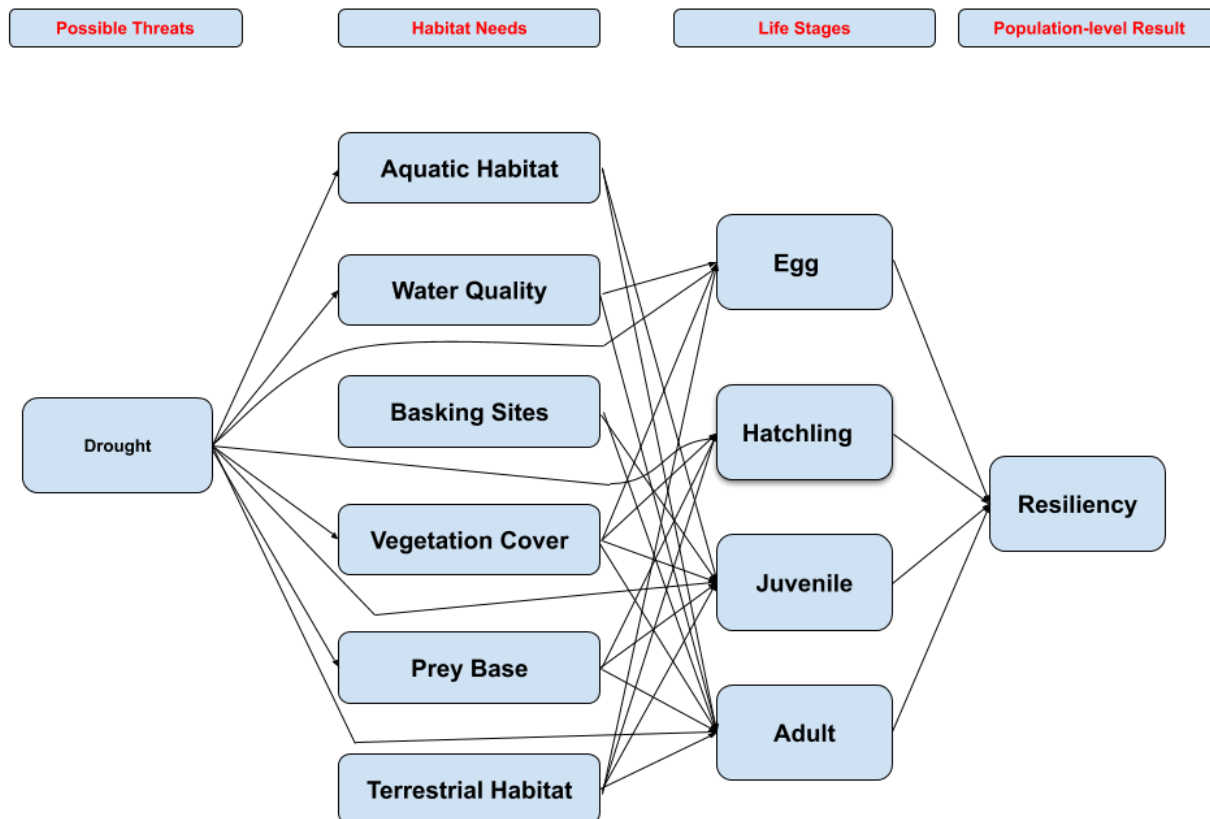 Possible Threats
Habitat Needs
Life Stages
Population-level Result
Aquatic Habitat
Water Quality
Basking Sites
Vegetation Cover
Prey Base
Terrestrial Habitat
Drought
Egg
Hatchling
Juvenile
Adult
Resiliency